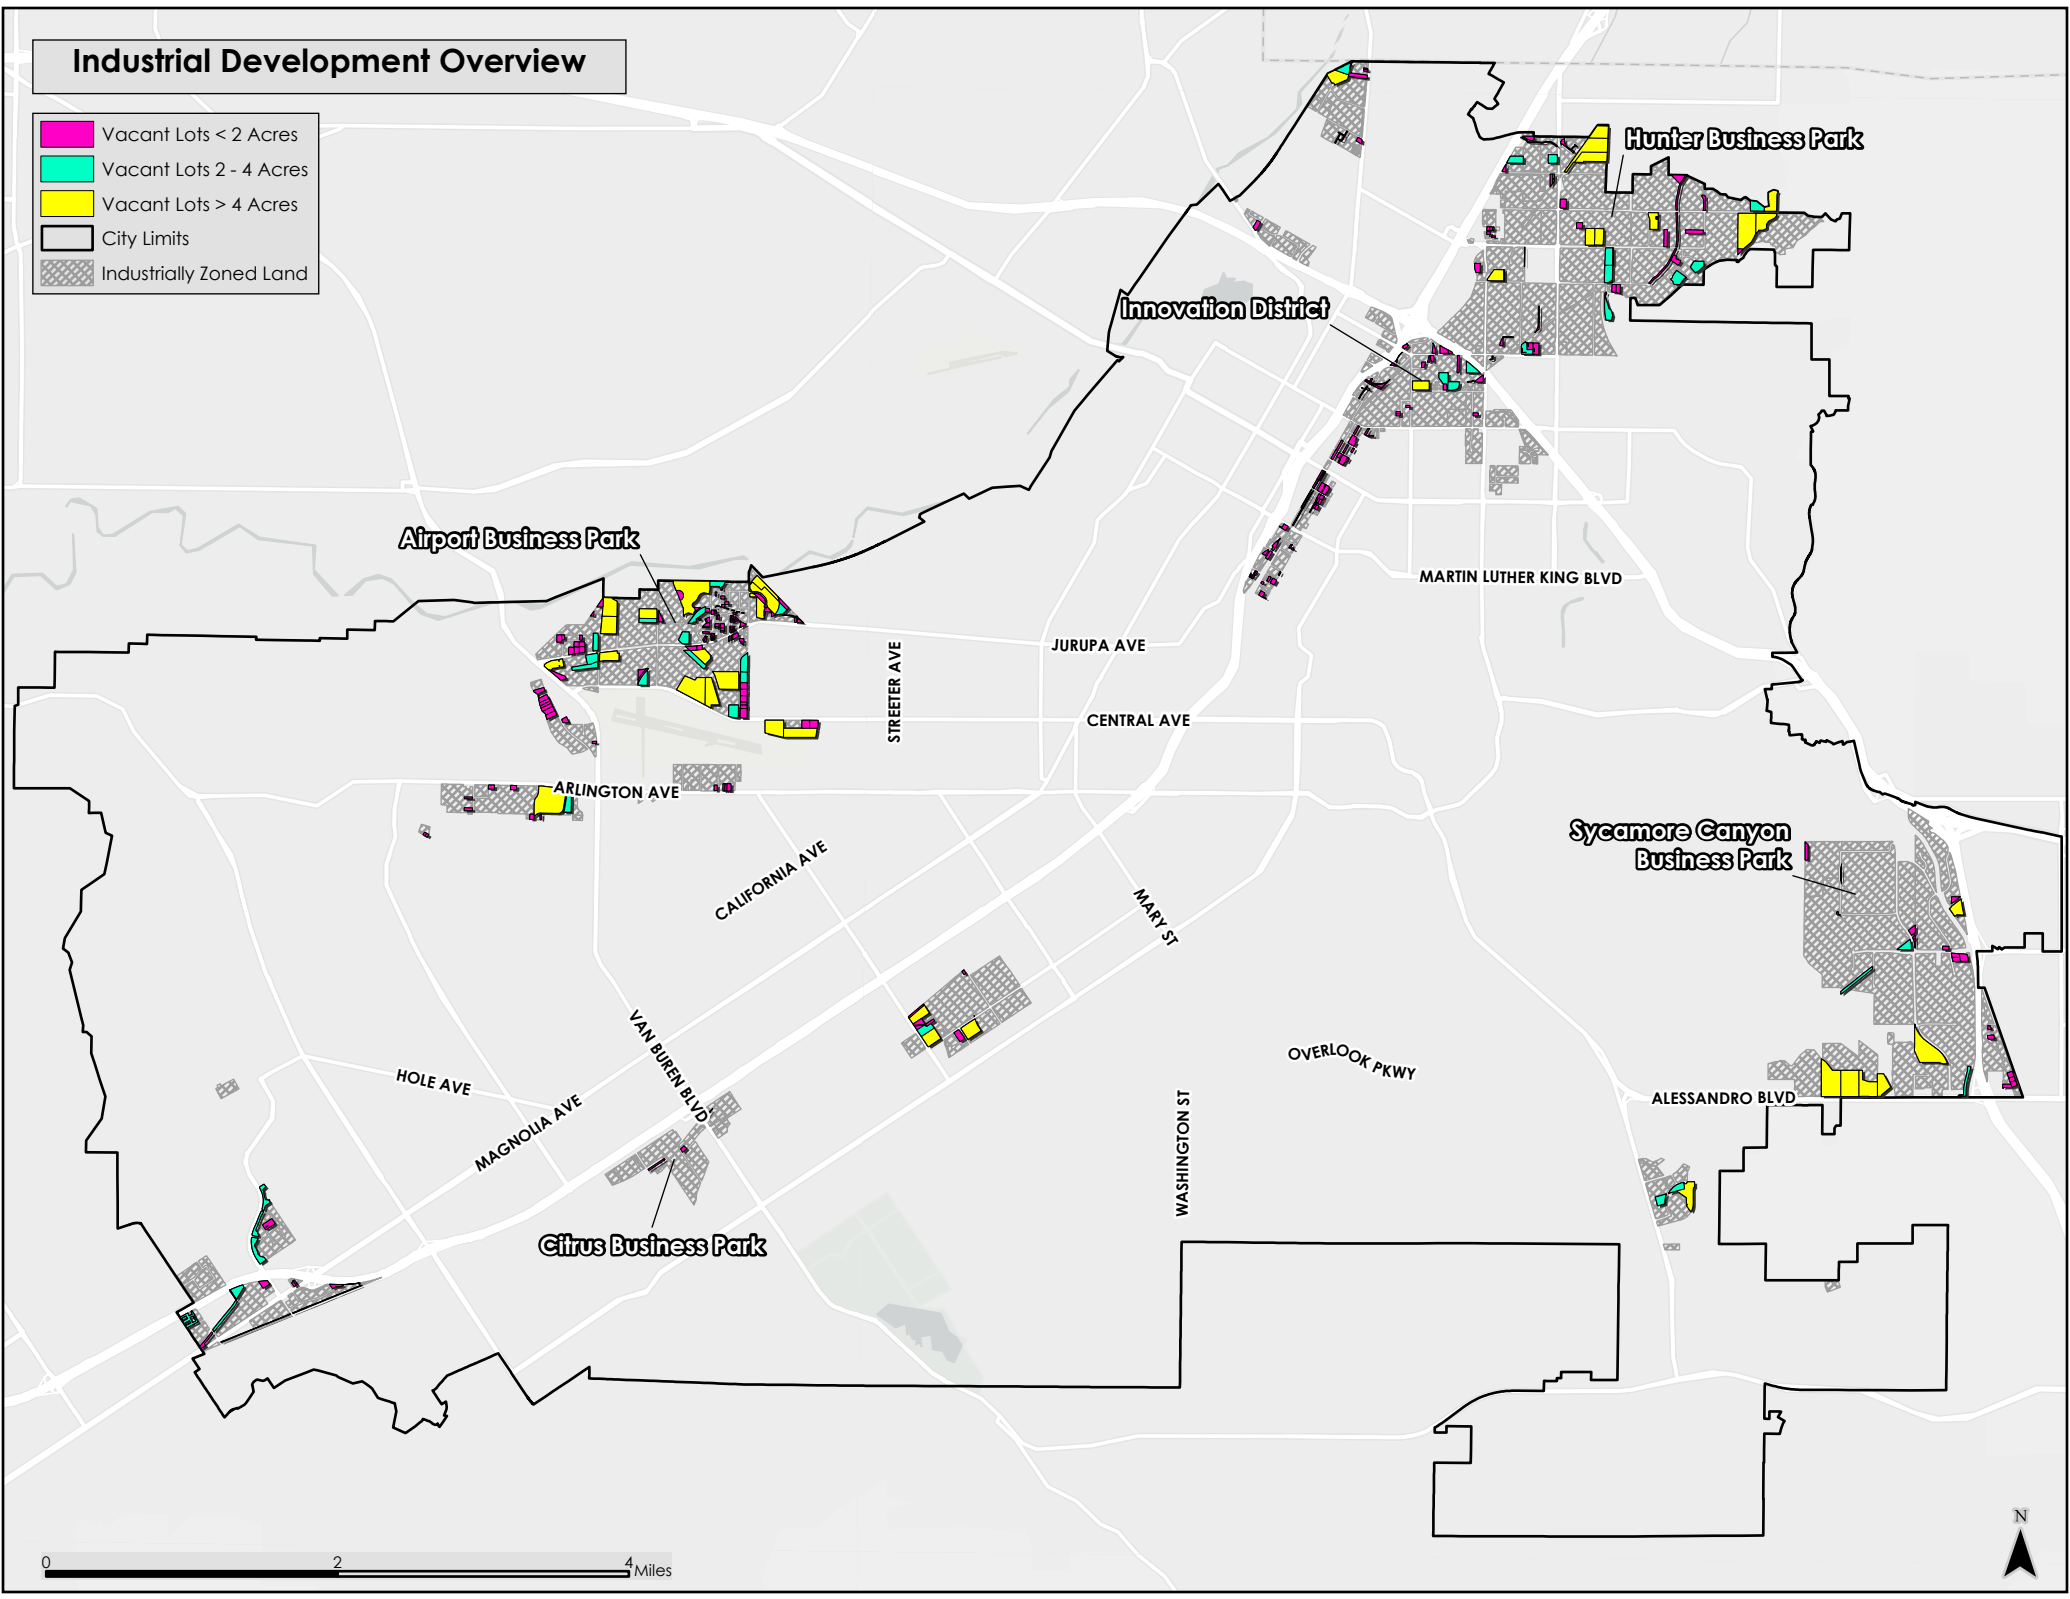 Industrial Development Overview
Vacant Lots < 2 Acres
Vacant Lots 2 - 4 Acres
Vacant Lots > 4 Acres
City Limits
Industrially Zoned Land
Hunter Business Park
Innovation District
Airport Business Park
MARTIN LUTHER KING BLVD
JURUPA AVE
STREETER AVE
CENTRAL AVE
ARLINGTON AVE
Sycamore Canyon
Business Park
CALIFORNIA AVE
MARY ST
VAN BUREN BLVD
HOLE AVE
OVERLOOK PKWY
MAGNOLIA AVE
ALESSANDRO BLVD
WASHINGTON ST
Citrus Business Park
N
0 2 4 Miles